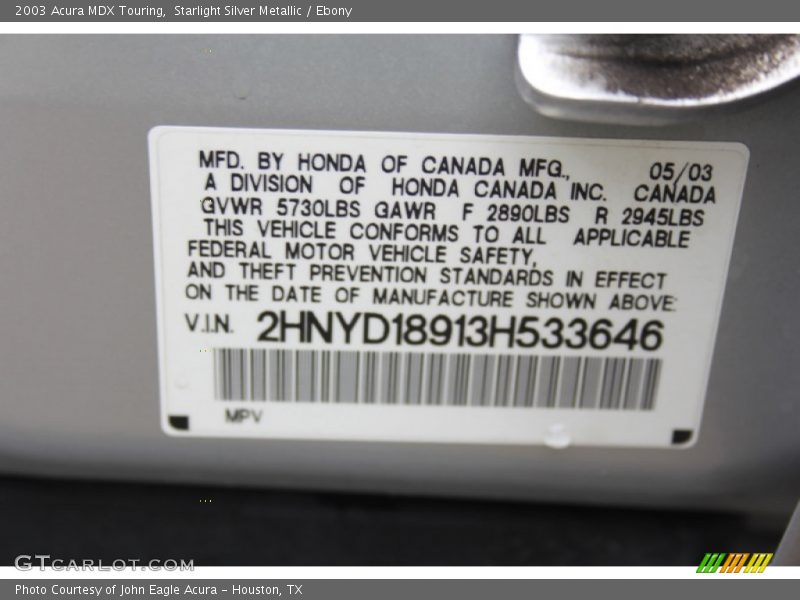 2003 Acura MDX Touring,  Starlight Silver Metallic / Ebony
MFD. BY HONDA OF CANADA MFG., 05/03
A DIVISION OF HONDA CANADA INC. CANADA
GVWR 5730LBS GAWR F 2890LBS R 2945LBS
THIS VEHICLE CONFORMS TO ALL APPLICABLE
FEDERAL MOTOR VEHICLE SAFETY,
AND THEFT PREVENTION STANDARDS IN EFFECT
ON THE DATE OF MANUFACTURE SHOWN ABOVE.
V.I.N. 2HNYD18913H533646
MPV
GTCARLOT.COM
Photo Courtesy of John Eagle Acura - Houston, TX